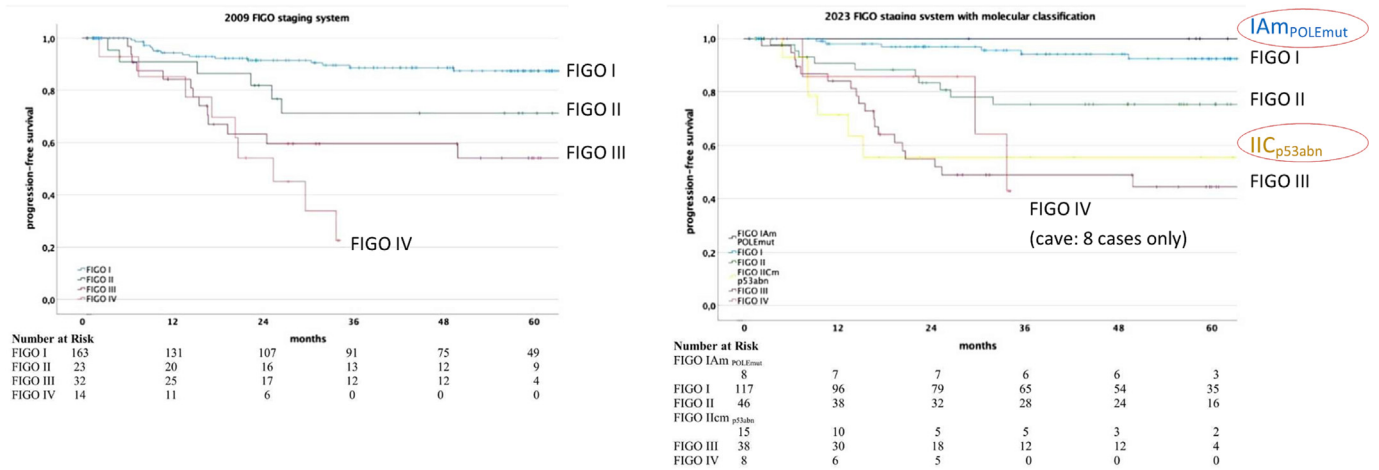 2009 FIGO staging system
progression-free survival
1,0
0,8
0,6
0,4
0,2
0,0
FIGO I
FIGO II
FIGO III
FIGO IV
FIGO I
FIGO II
FIGO III
FIGO IV
0 12 24 36 48 60
months
Number at Risk
FIGO I 163 131 107 91 75 49
FIGO II 23 20 16 13 12 9
FIGO III 32 25 17 12 12 4
FIGO IV 14 11 6 0 0 0
2023 FIGO staging system with molecular classification
progression-free survival
1,0
0,8
0,6
0,4
0,2
0,0
IAmPOLEmut
FIGO I
FIGO II
IICp53abn
FIGO III
FIGO IV
(cave: 8 cases only)
FIGO IAm
POLEmut
FIGO I
FIGO II
FIGO IICm
p53abn
FIGO III
FIGO IV
0 12 24 36 48 60
months
Number at Risk
FIGO IAm POLEmut
8 7 7 6 6 3
FIGO I 117 96 79 65 54 35
FIGO II 46 38 32 28 24 16
FIGO IIcm p53abn
15 10 5 5 3 2
FIGO III 38 30 18 12 12 4
FIGO IV 8 6 5 0 0 0